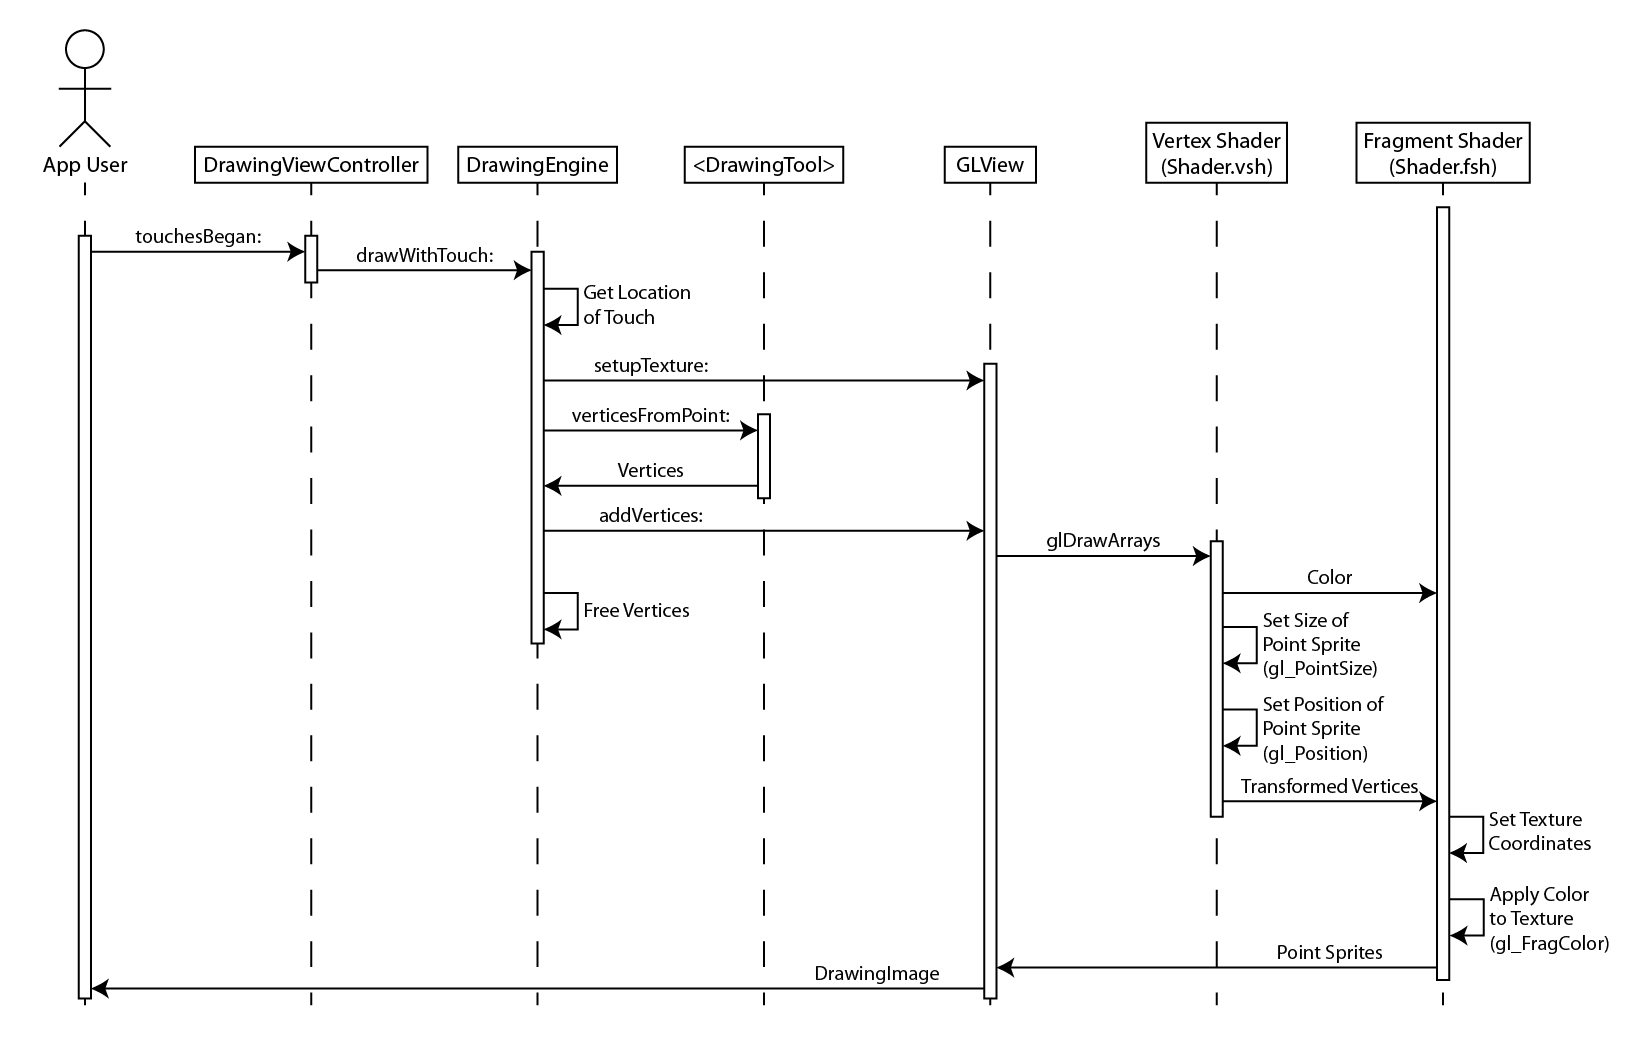 Vertex Shader
(Shader.vsh)
Fragment Shader
(Shader.fsh)
App User
DrawingViewController
DrawingEngine
<DrawingTool>
GLView
touchesBegan:
drawWithTouch:
Get Location
of Touch
setupTexture:
verticesFromPoint:
Vertices
addVertices:
glDrawArrays
Color
Free Vertices
Set Size of
Point Sprite
(gl_PointSize)
Set Position of
Point Sprite
(gl_Position)
Transformed Vertices
Set Texture
Coordinates
Apply Color
to Texture
(gl_FragColor)
Point Sprites
DrawingImage